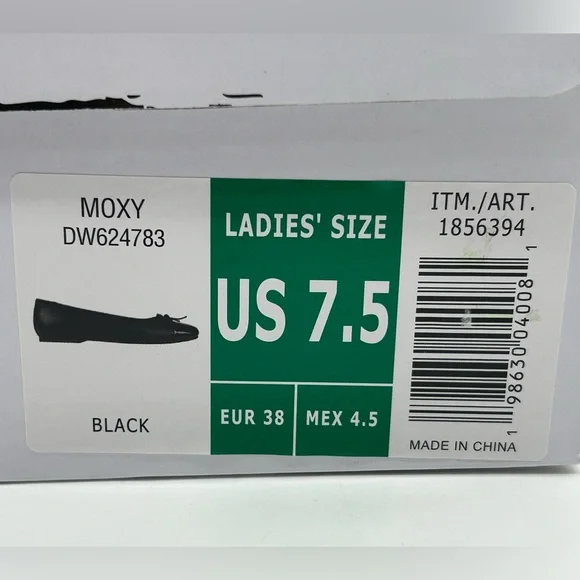 MOXY
DW624783
BLACK
LADIES' SIZE
US 7.5
EUR 38
MEX 4.5
ITM./ART.
1856394
1 98630 04008 1
MADE IN CHINA